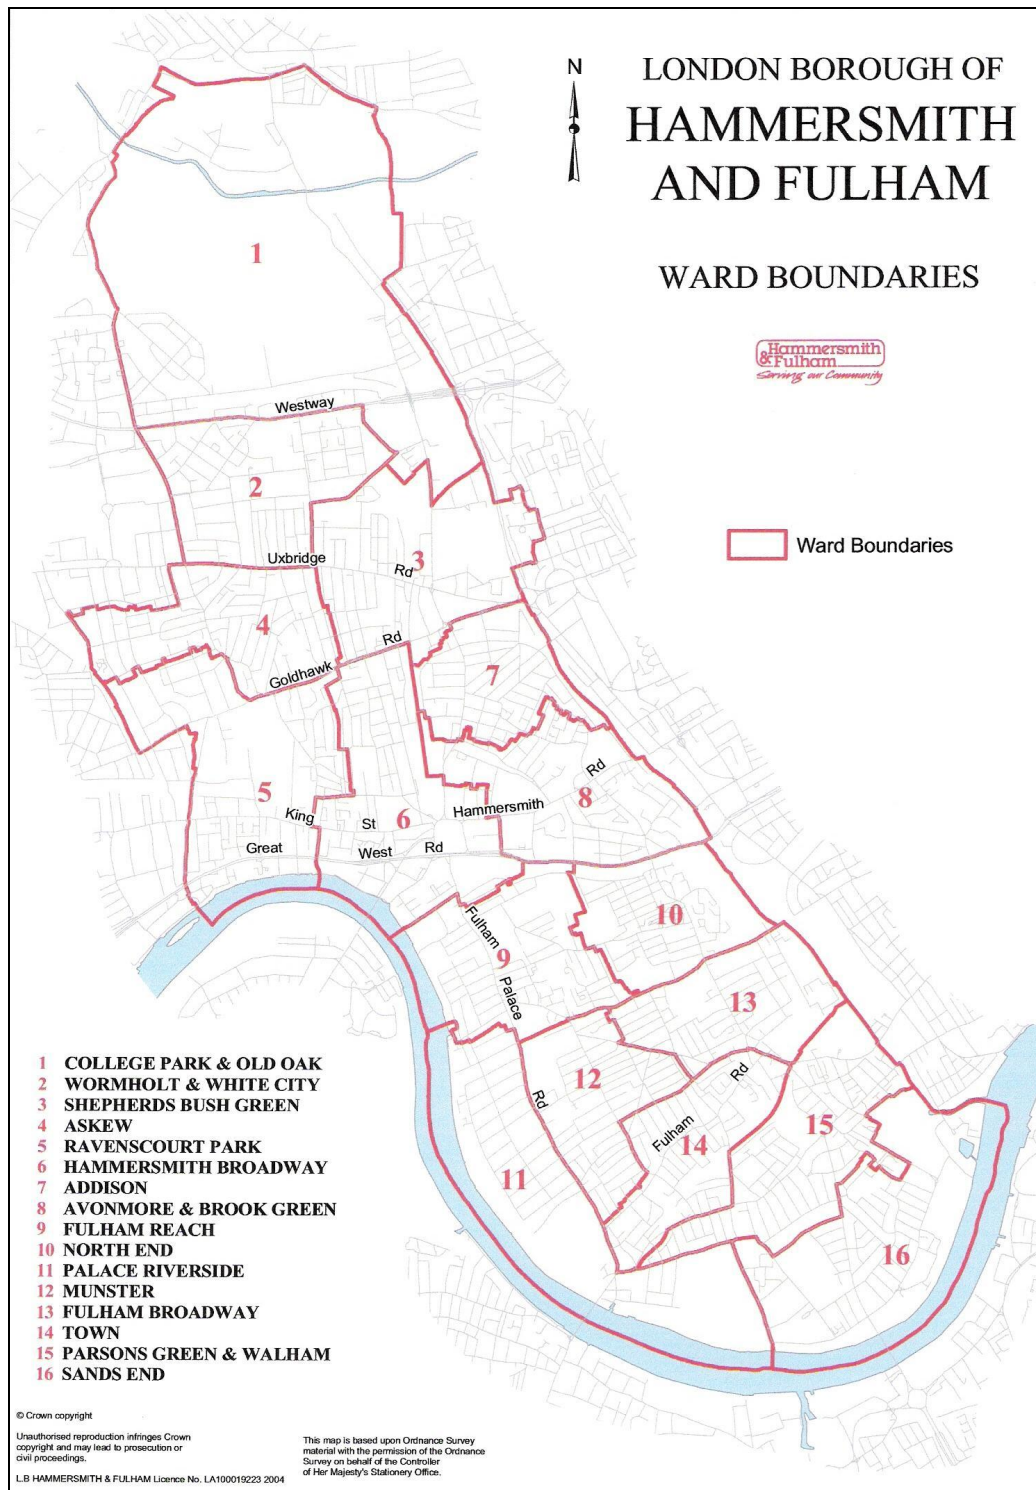 N
LONDON BOROUGH OF
HAMMERSMITH
AND FULHAM
WARD BOUNDARIES
Hammersmith
& Fulham
Serving our Community
Ward Boundaries
1
Westway
2
Uxbridge
Rd
3
4
Goldhawk
Rd
7
5
King
St
6
Hammersmith
Rd
8
Great
West
Rd
9
Fulham
Palace
Rd
10
13
12
Fulham
Rd
14
15
11
16
1 COLLEGE PARK & OLD OAK
2 WORMHOLT & WHITE CITY
3 SHEPHERDS BUSH GREEN
4 ASKEW
5 RAVENSCOURT PARK
6 HAMMERSMITH BROADWAY
7 ADDISON
8 AVONMORE & BROOK GREEN
9 FULHAM REACH
10 NORTH END
11 PALACE RIVERSIDE
12 MUNSTER
13 FULHAM BROADWAY
14 TOWN
15 PARSONS GREEN & WALHAM
16 SANDS END
© Crown copyright
Unauthorised reproduction infringes Crown
copyright and may lead to prosecution or
civil proceedings.
L.B HAMMERSMITH & FULHAM Licence No. LA100019223 2004
This map is based upon Ordnance Survey
material with the permission of the Ordnance
Survey on behalf of the Controller
of Her Majesty's Stationery Office.